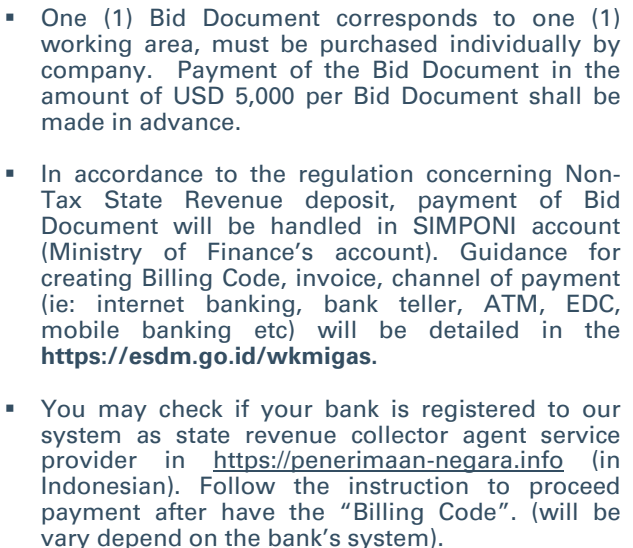 ▪ One (1) Bid Document corresponds to one (1)
working area, must be purchased individually by
company. Payment of the Bid Document in the
amount of USD 5,000 per Bid Document shall be
made in advance.
▪ In accordance to the regulation concerning Non-
Tax State Revenue deposit, payment of Bid
Document will be handled in SIMPONI account
(Ministry of Finance's account). Guidance for
creating Billing Code, invoice, channel of payment
(ie: internet banking, bank teller, ATM, EDC,
mobile banking etc) will be detailed in the
https://esdm.go.id/wkmigas.
▪ You may check if your bank is registered to our
system as state revenue collector agent service
provider in https://penerimaan-negara.info (in
Indonesian). Follow the instruction to proceed
payment after have the “Billing Code”. (will be
vary depend on the bank's system).